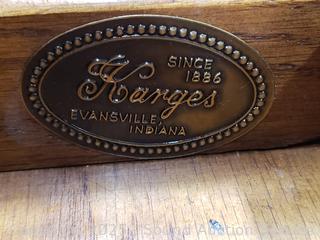 SINCE
1886
Karges
EVANSVILLE,
INDIANA